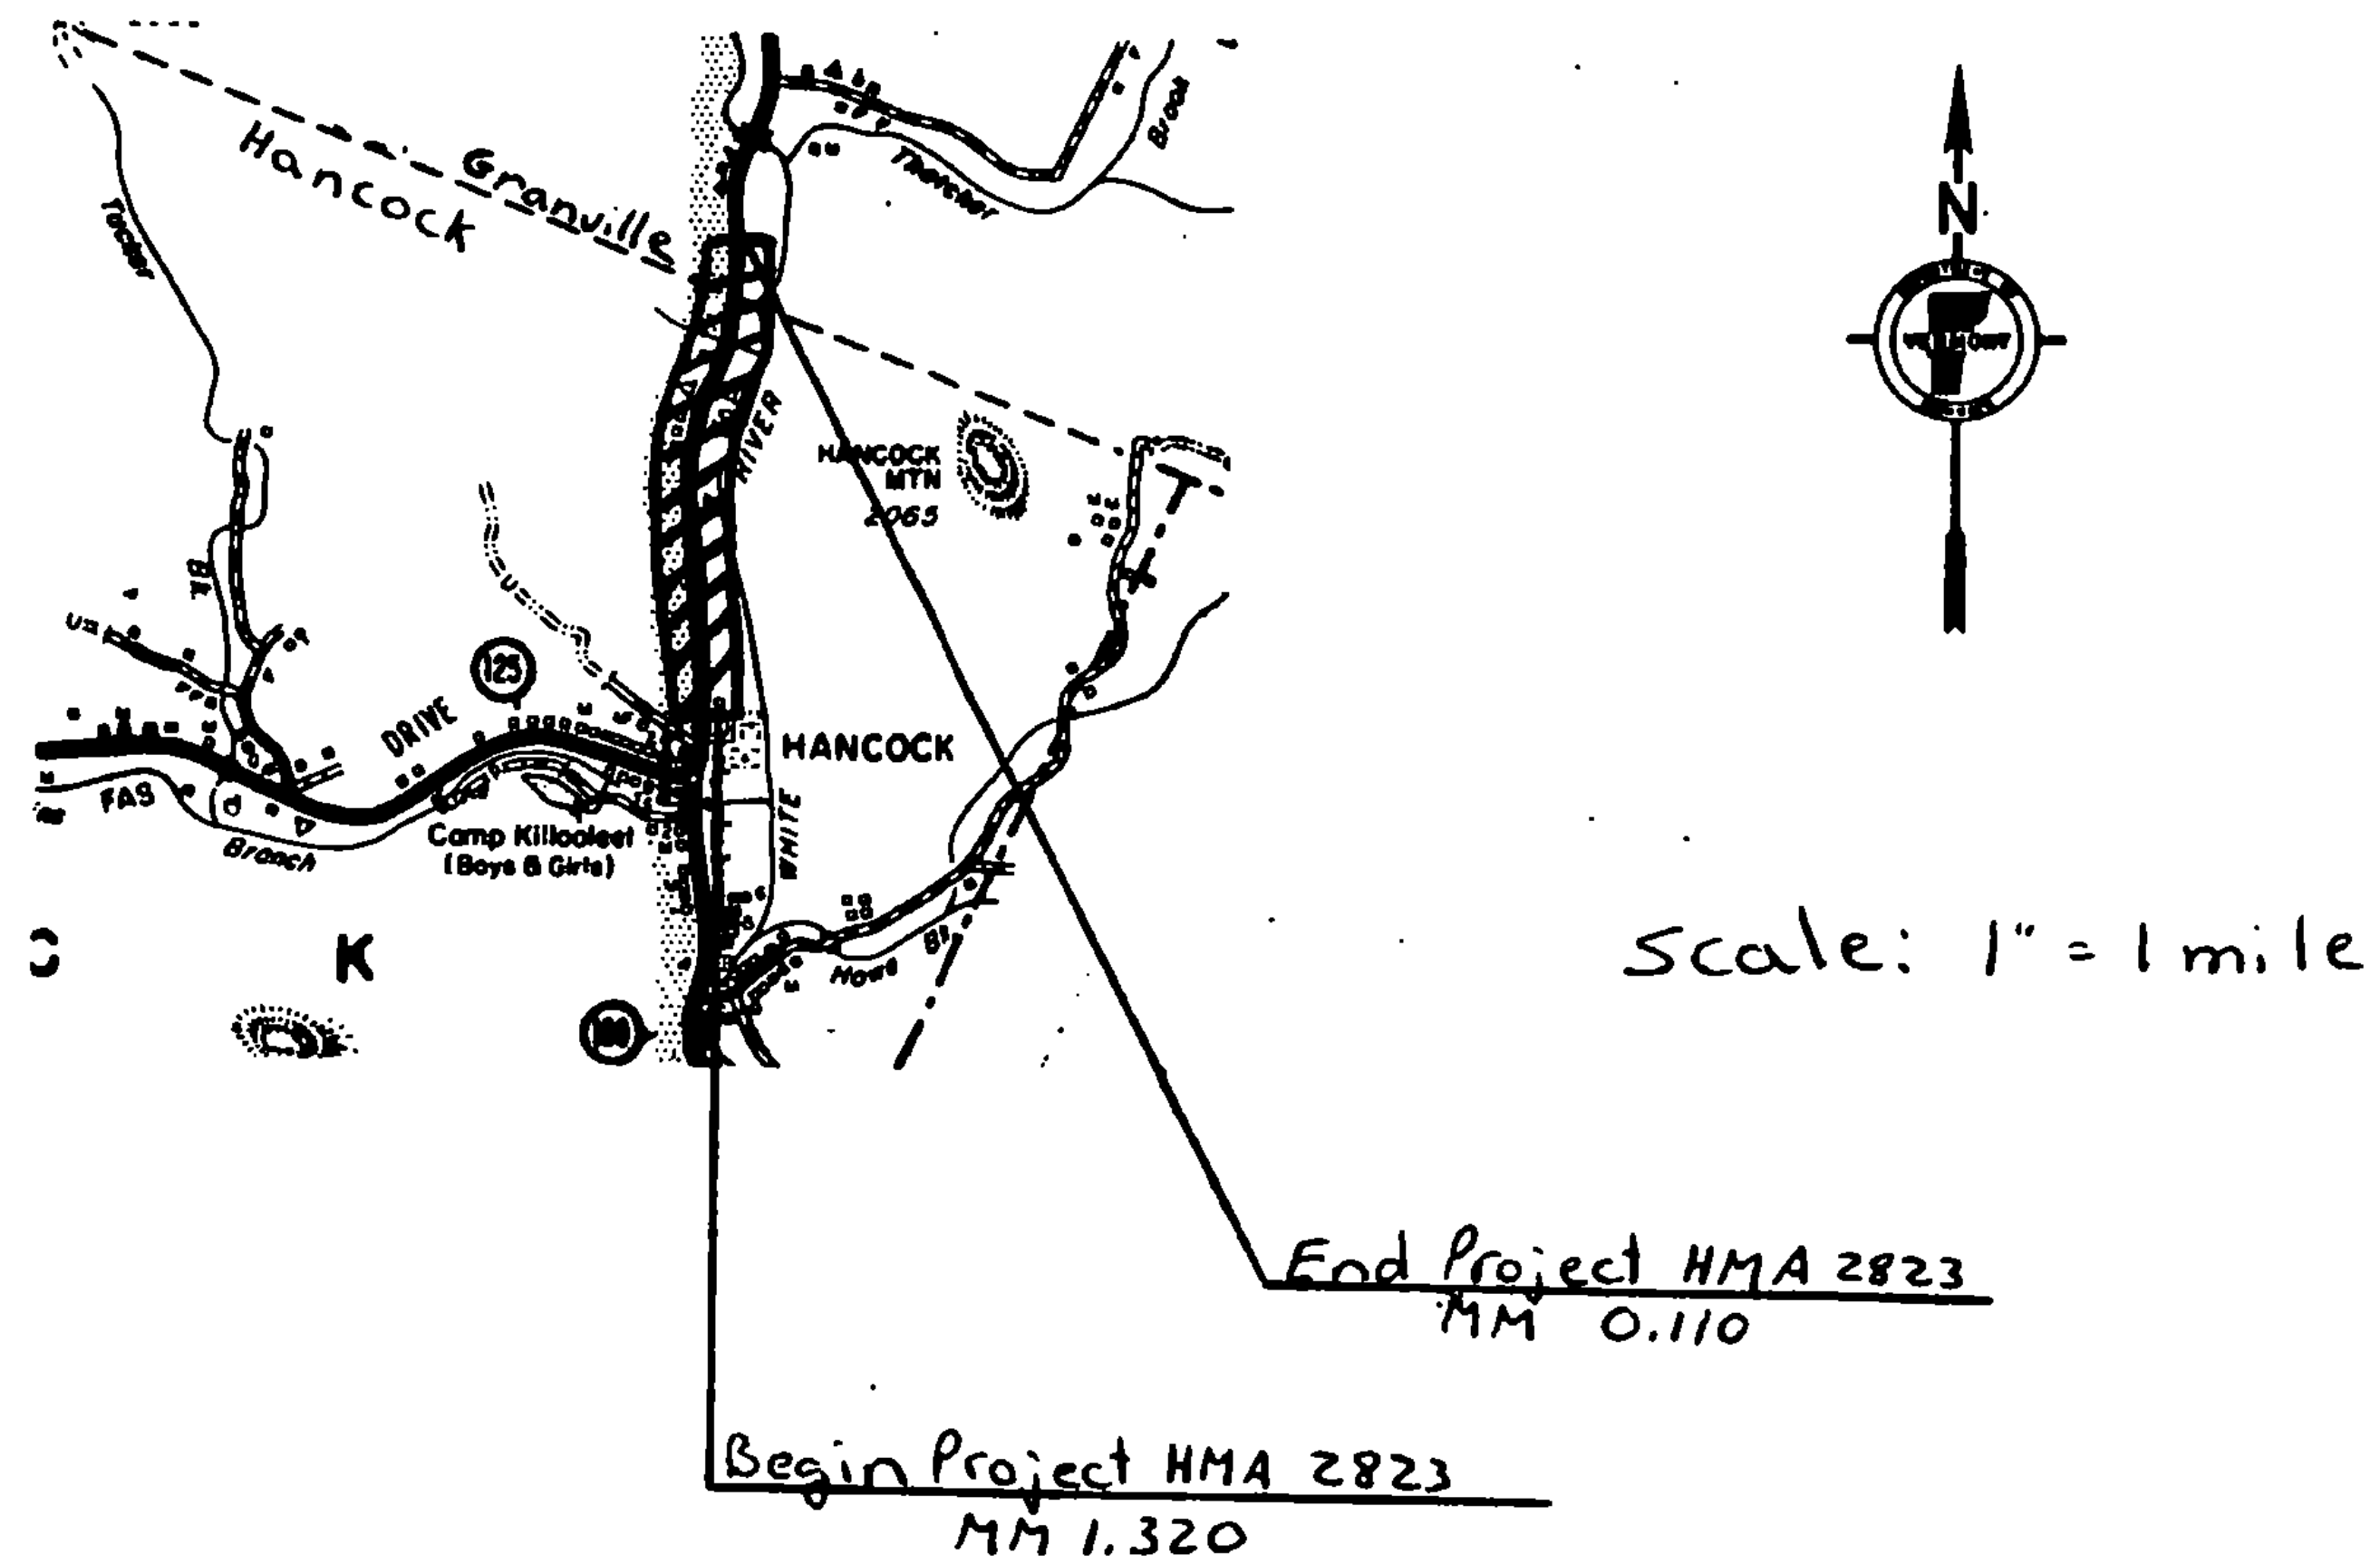 Hancock
Granville
N
RIVER
HANCOCK
MTN
2065
125
DRIVE
HANCOCK
FAS
Branch
Camp Killooleet
(Boys & Girls)
WHITE
K
Scale: 1" = 1 mile
End Project HMA 2823
MM 0.110
Begin Project HMA 2823
MM 1.320